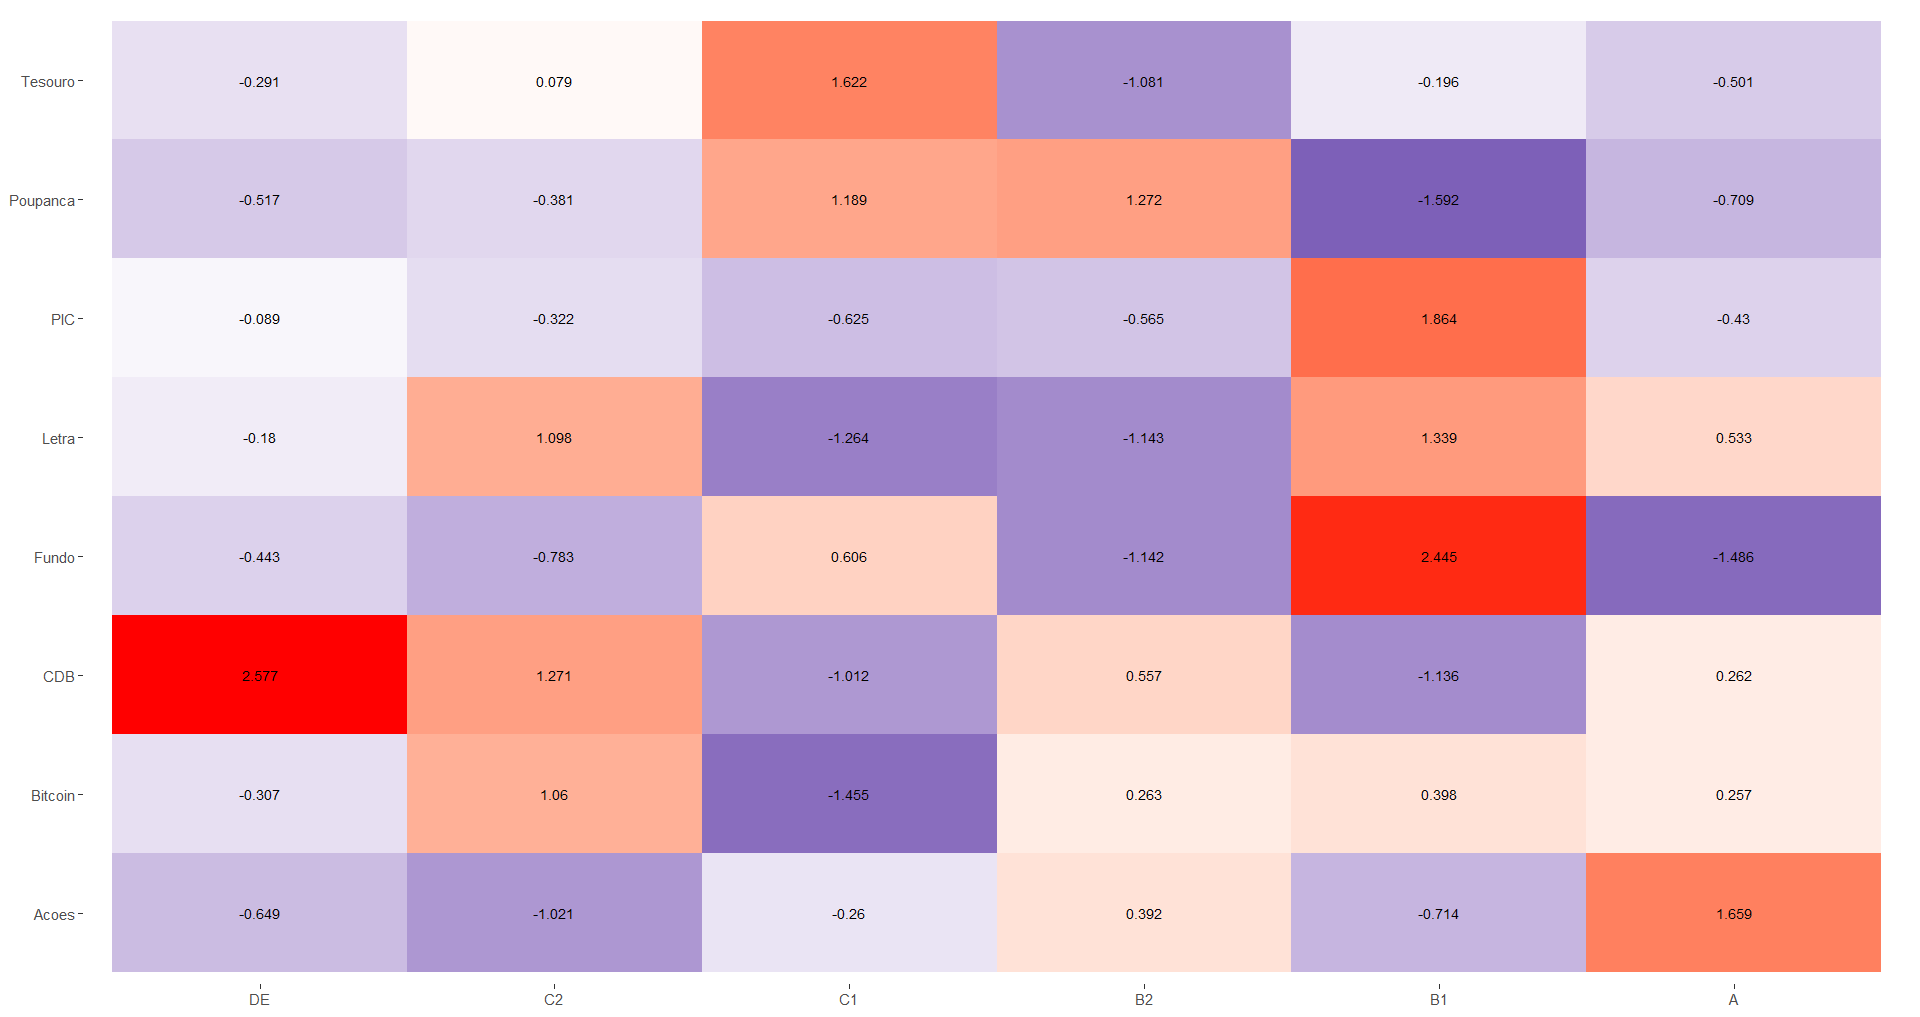 Tesouro -0.291 0.079 1.622 -1.081 -0.196 -0.501
Poupanca -0.517 -0.381 1.189 1.272 -1.592 -0.709
PIC -0.089 -0.322 -0.625 -0.565 1.864 -0.43
Letra -0.18 1.098 -1.264 -1.143 1.339 0.533
Fundo -0.443 -0.783 0.606 -1.142 2.445 -1.486
CDB 2.577 1.271 -1.012 0.557 -1.136 0.262
Bitcoin -0.307 1.06 -1.455 0.263 0.398 0.257
Acoes -0.649 -1.021 -0.26 0.392 -0.714 1.659
DE C2 C1 B2 B1 A